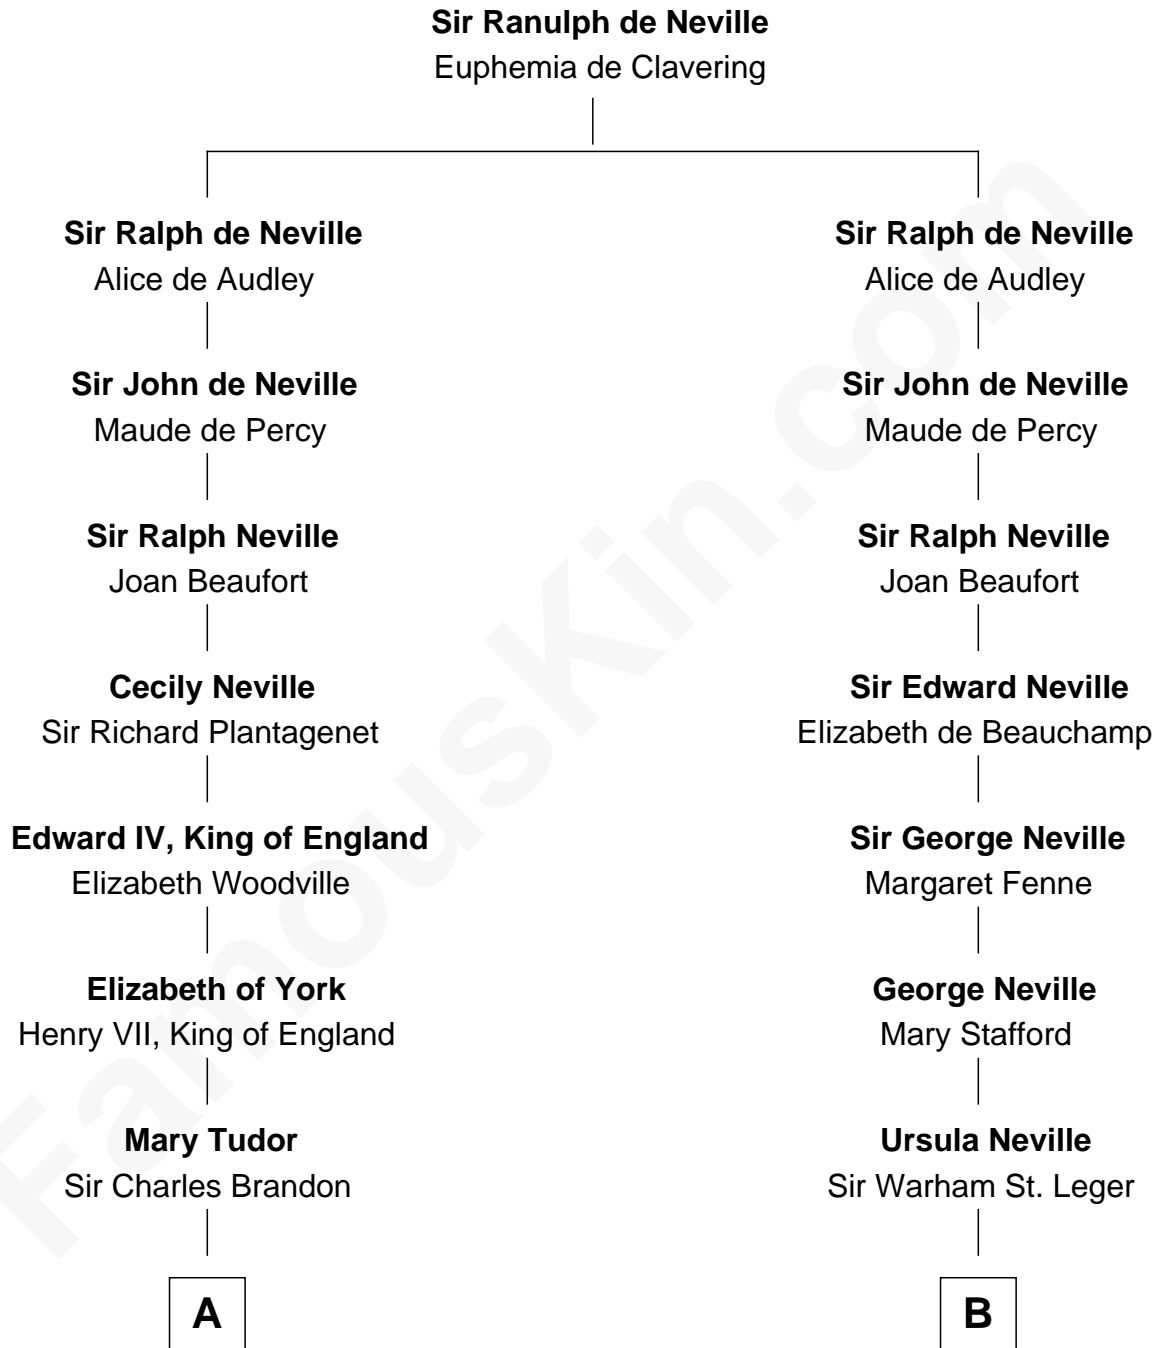 Sir Ranulph de Neville
Euphemia de Clavering
Sir Ralph de Neville
Alice de Audley
Sir John de Neville
Maude de Percy
Sir Ralph Neville
Joan Beaufort
Cecily Neville
Sir Richard Plantagenet
Edward IV, King of England
Elizabeth Woodville
Elizabeth of York
Henry VII, King of England
Mary Tudor
Sir Charles Brandon
A
Sir Ralph de Neville
Alice de Audley
Sir John de Neville
Maude de Percy
Sir Ralph Neville
Joan Beaufort
Sir Edward Neville
Elizabeth de Beauchamp
Sir George Neville
Margaret Fenne
George Neville
Mary Stafford
Ursula Neville
Sir Warham St. Leger
B
FamousKin.com